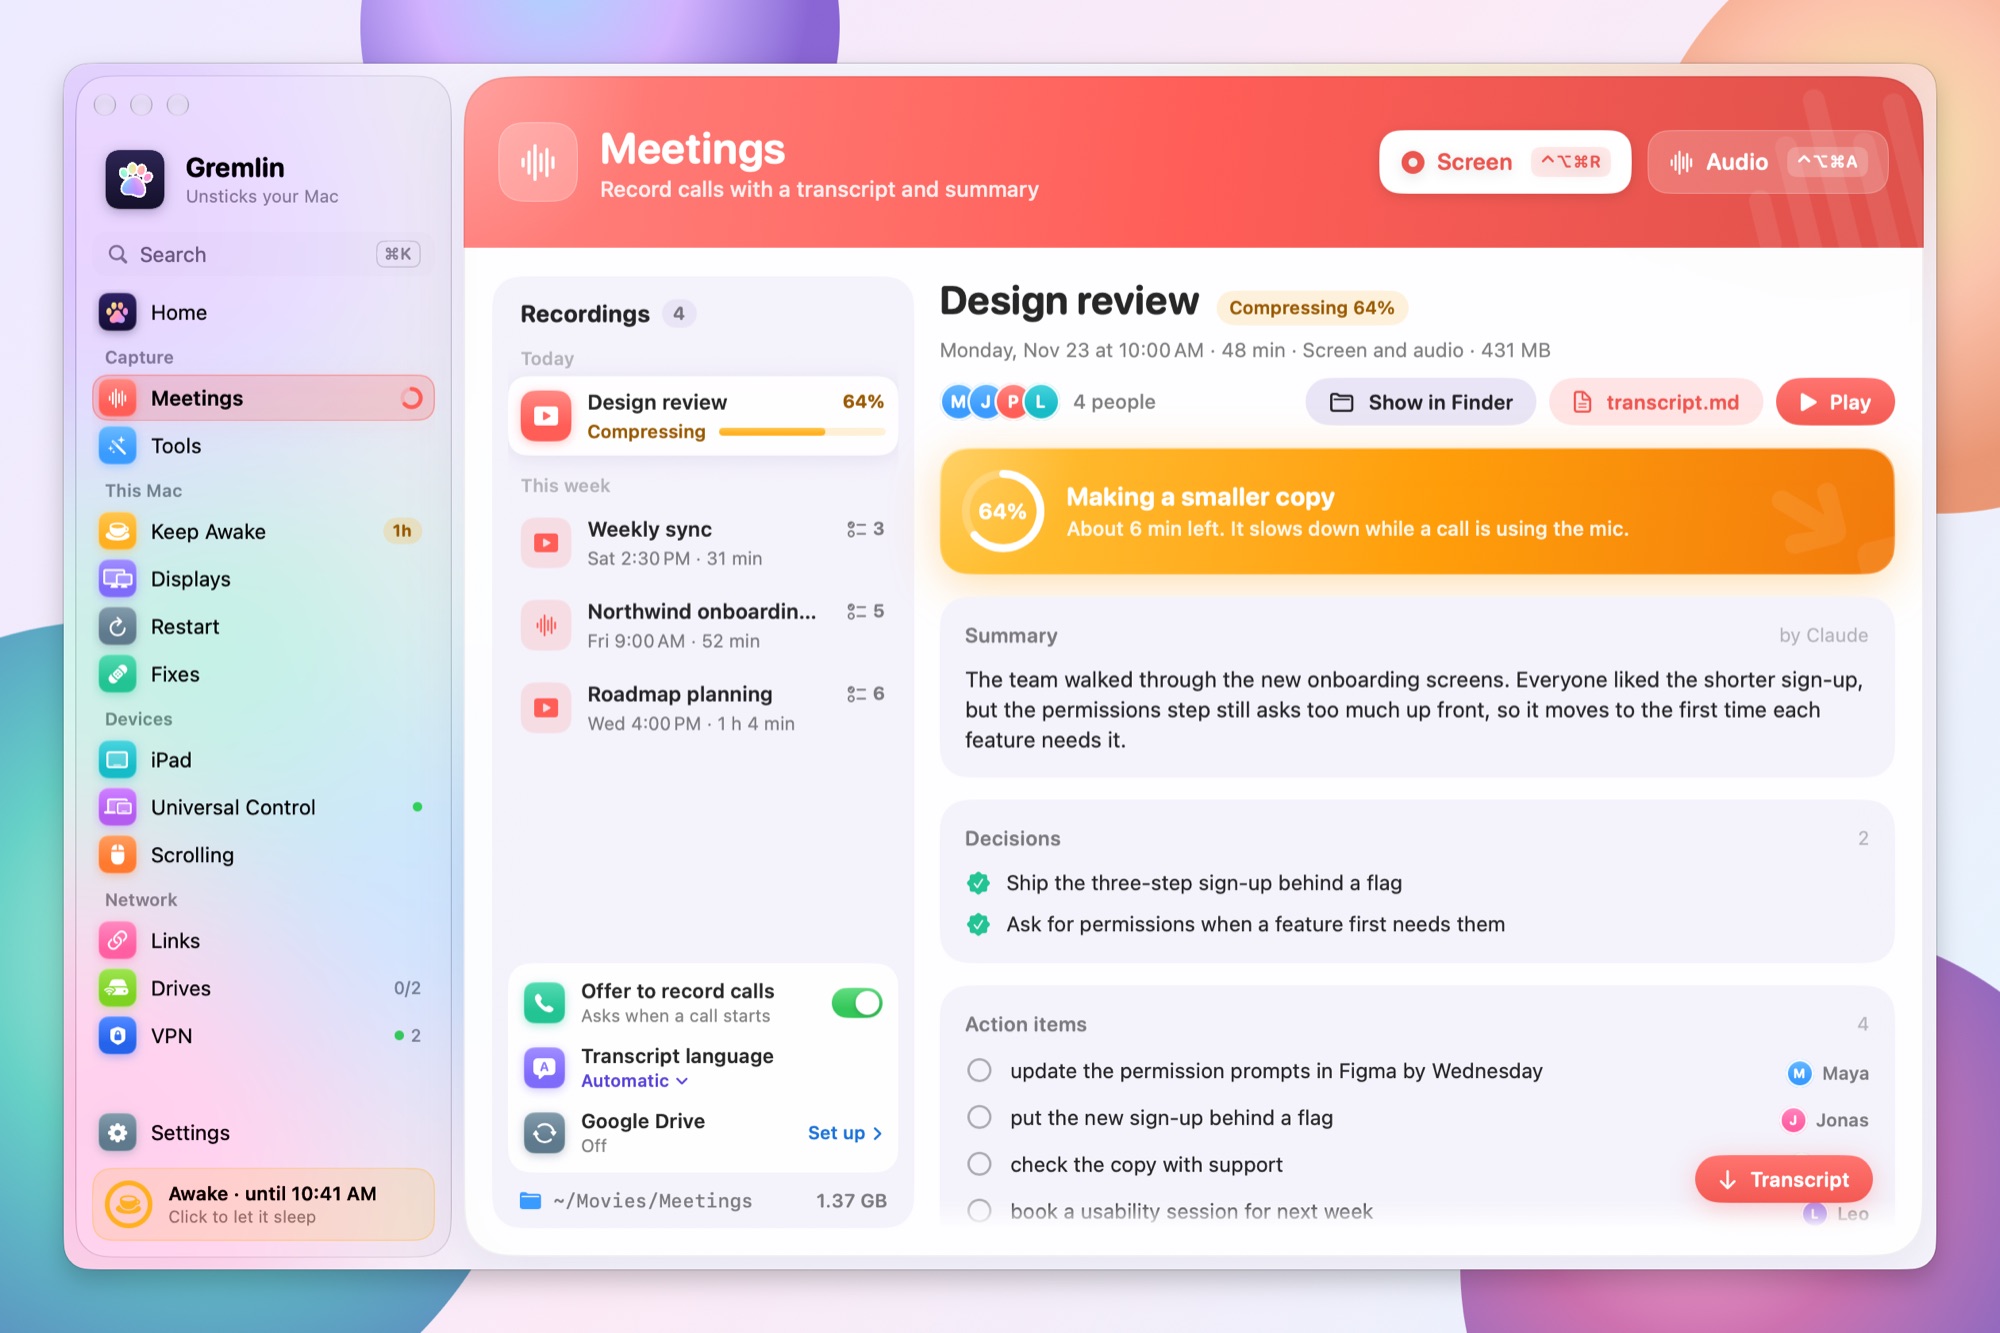 Gremlin
Unsticks your Mac
Search ⌘K
Home
Capture
Meetings
Tools
This Mac
Keep Awake 1h
Displays
Restart
Fixes
Devices
iPad
Universal Control
Scrolling
Network
Links
Drives 0/2
VPN 2
Settings
Awake · until 10:41 AM
Click to let it sleep
Meetings
Record calls with a transcript and summary
Screen ^⌥⌘R
Audio ^⌥⌘A
Recordings 4
Today
Design review 64%
Compressing
This week
Weekly sync 3
Sat 2:30 PM · 31 min
Northwind onboardin... 5
Fri 9:00 AM · 52 min
Roadmap planning 6
Wed 4:00 PM · 1 h 4 min
Offer to record calls
Asks when a call starts
Transcript language
A
Automatic
Google Drive
Off
Set up
~/Movies/Meetings 1.37 GB
Design review Compressing 64%
Monday, Nov 23 at 10:00 AM · 48 min · Screen and audio · 431 MB
M J P L 4 people
Show in Finder
transcript.md
Play
64%
Making a smaller copy
About 6 min left. It slows down while a call is using the mic.
Summary by Claude
The team walked through the new onboarding screens. Everyone liked the shorter sign-up,
but the permissions step still asks too much up front, so it moves to the first time each
feature needs it.
Decisions 2
Ship the three-step sign-up behind a flag
Ask for permissions when a feature first needs them
Action items 4
update the permission prompts in Figma by Wednesday M Maya
put the new sign-up behind a flag J Jonas
check the copy with support
Transcript
book a usability session for next week L Leo